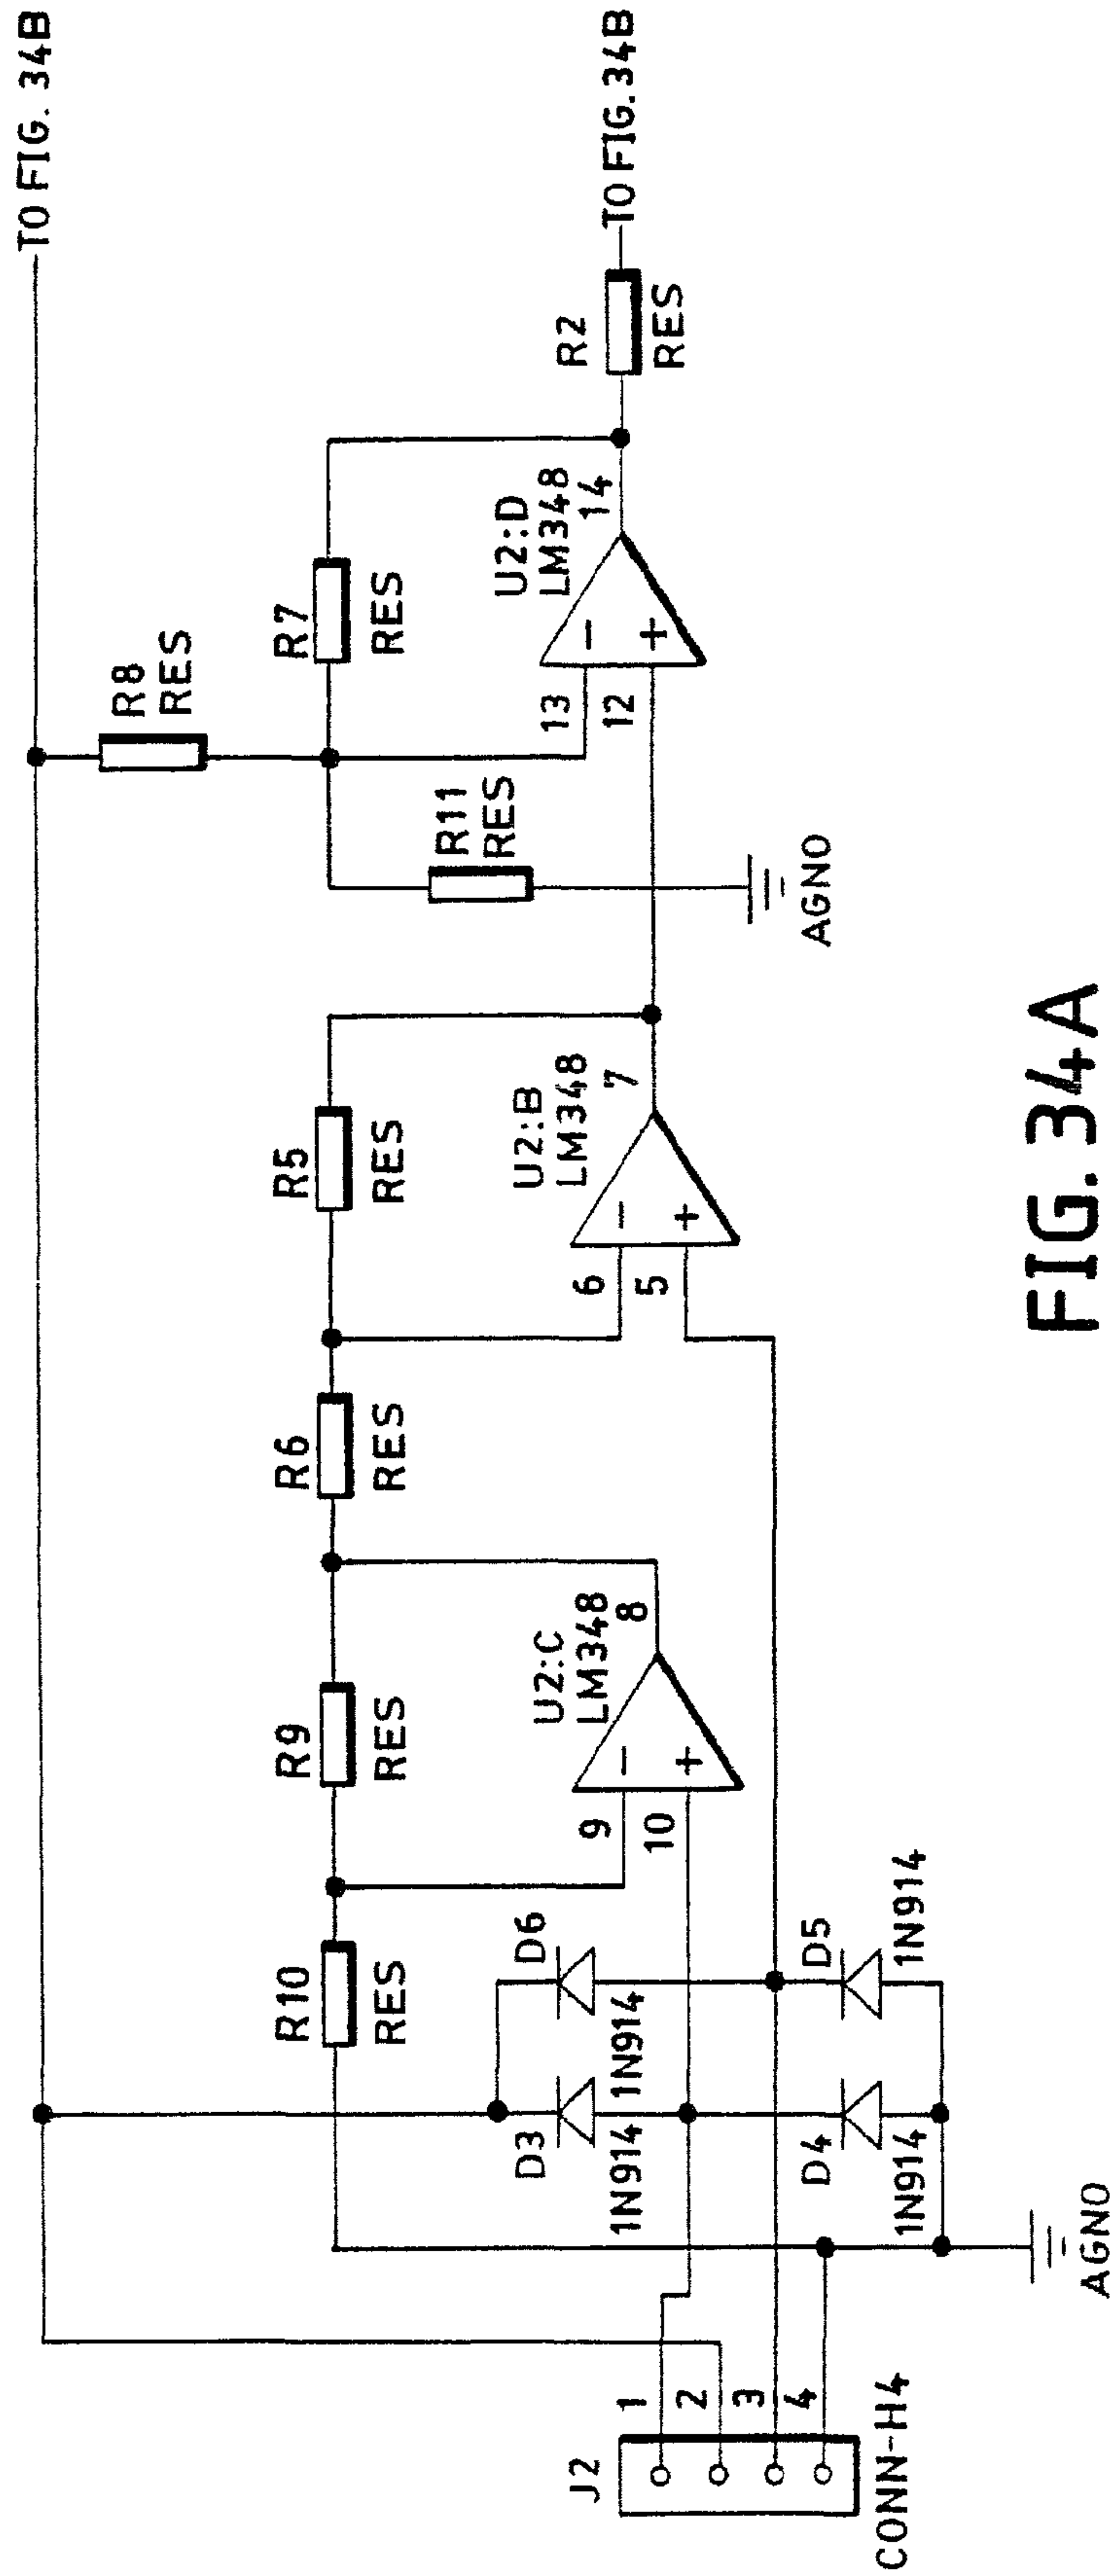 TO FIG. 34B
R8
RES
R7
RES
R2
RES
TO FIG. 34B
U2:D
LM348
14
13
12
−
+
R11
RES
AGNO
R5
RES
U2:B
LM348
7
6
5
−
+
R6
RES
R9
RES
U2:C
LM348
8
9
10
−
+
R10
RES
D6
1N914
D3
1N914
D5
1N914
D4
1N914
AGNO
J2
1
2
3
4
CONN-H4
FIG. 34A